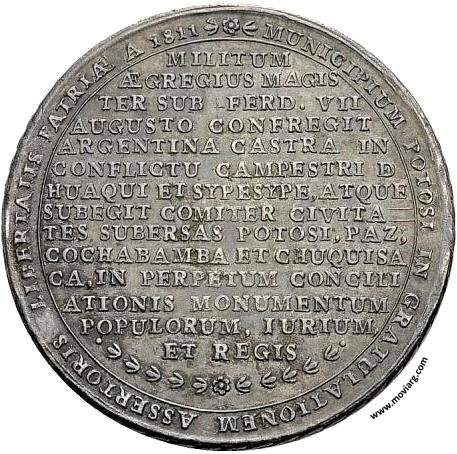 MUNICIPIUM POTOSI IN GRATULATIONEM ASSERTORIS LIBERTATIS PATRIÆ A 1811
MILITUM
ÆGREGIUS MAGIS
TER SUB FERD. VII
AUGUSTO CONFREGIT
ARGENTINA CASTRA IN
CONFLICTU CAMPESTRI D
HUAQUI ET SYPESYPE, ATQUE
SUBEGIT COMITER CIVITA
TES SUBERSAS POTOSI, PAZ;
COCHABAMBA ET CHUQUISA
CA, IN PERPETUM CONCILI
ATIONIS MONUMENTUM
POPULORUM, IURIUM
ET REGIS
www.moviarg.com